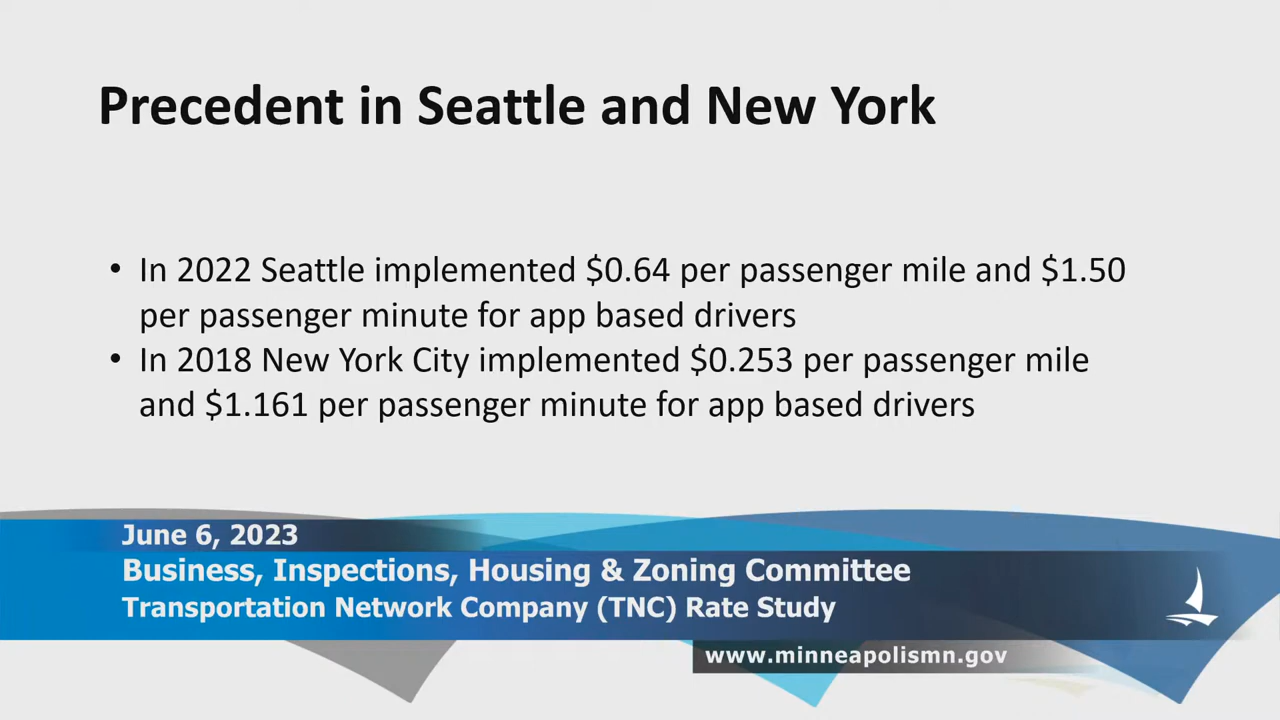 Precedent in Seattle and New York
• In 2022 Seattle implemented $0.64 per passenger mile and $1.50
per passenger minute for app based drivers
• In 2018 New York City implemented $0.253 per passenger mile
and $1.161 per passenger minute for app based drivers
June 6, 2023
Business, Inspections, Housing & Zoning Committee
Transportation Network Company (TNC) Rate Study
www.minneapolismn.gov